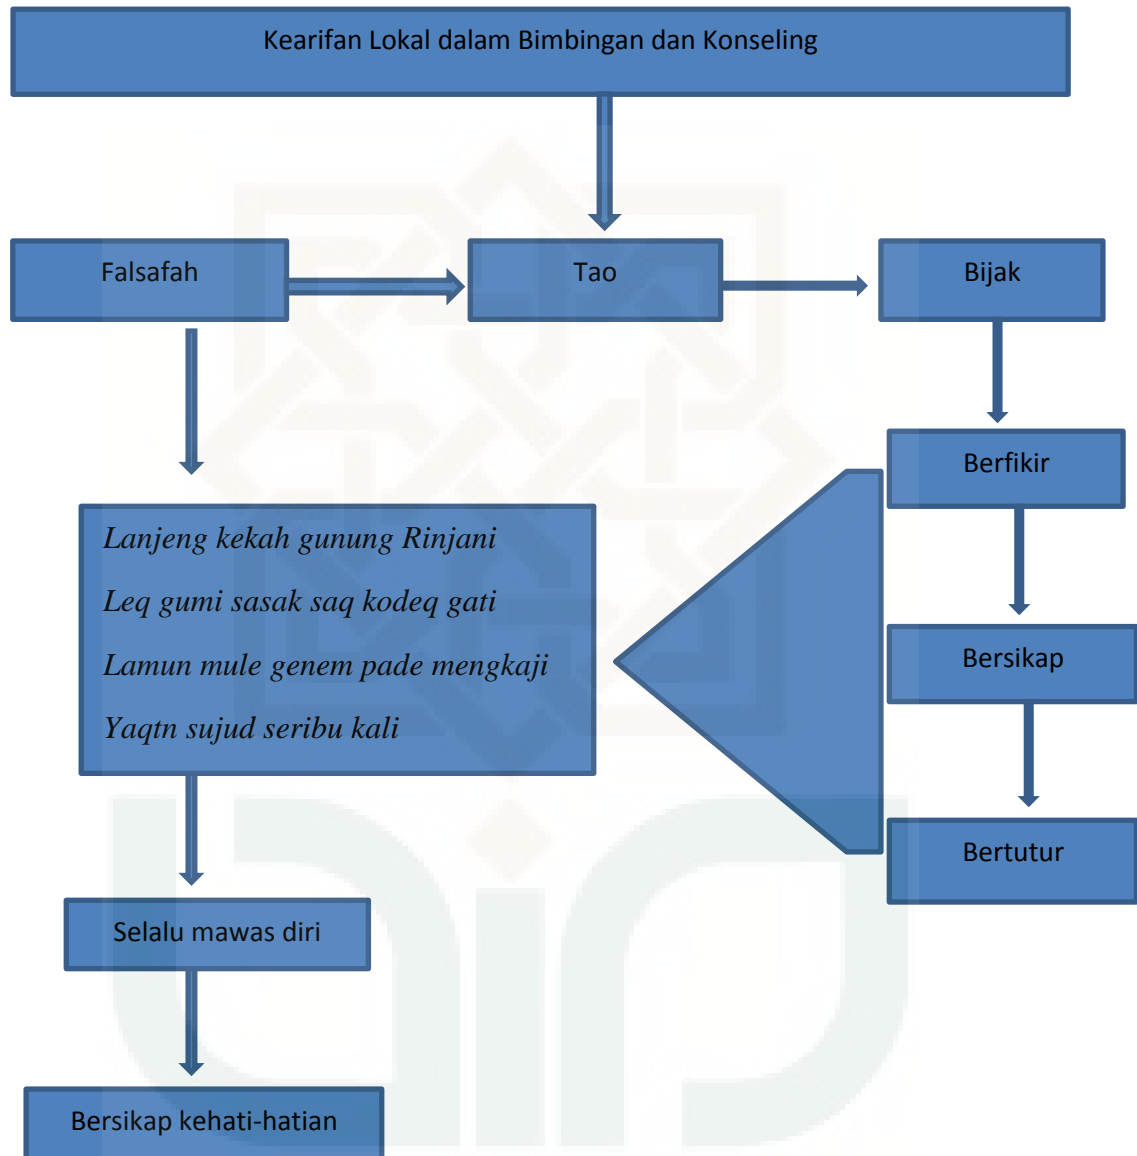 Kearifan Lokal dalam Bimbingan dan Konseling
Falsafah
Tao
Bijak
Berfikir
Lanjeng kekah gunung Rinjani
Leq gumi sasak saq kodeq gati
Lamun mule genem pade mengkaji
Yaqtn sujud seribu kali
Bersikap
Bertutur
Selalu mawas diri
Bersikap kehati-hatian